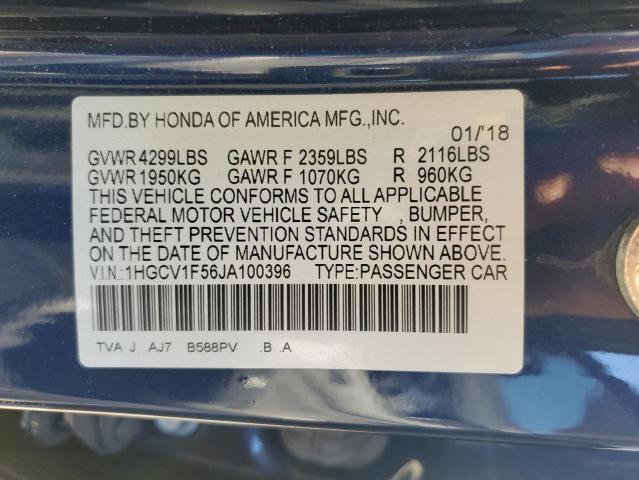 MFD.BY HONDA OF AMERICA MFG.,INC.
01/'18
GVWR 4299LBS GAWR F 2359LBS R 2116LBS
GVWR 1950KG GAWR F 1070KG R 960KG
THIS VEHICLE CONFORMS TO ALL APPLICABLE
FEDERAL MOTOR VEHICLE SAFETY , BUMPER,
AND THEFT PREVENTION STANDARDS IN EFFECT
ON THE DATE OF MANUFACTURE SHOWN ABOVE.
V.I.N.:1HGCV1F56JA100396 TYPE:PASSENGER CAR
TVA J AJ7 B588PV .B .A